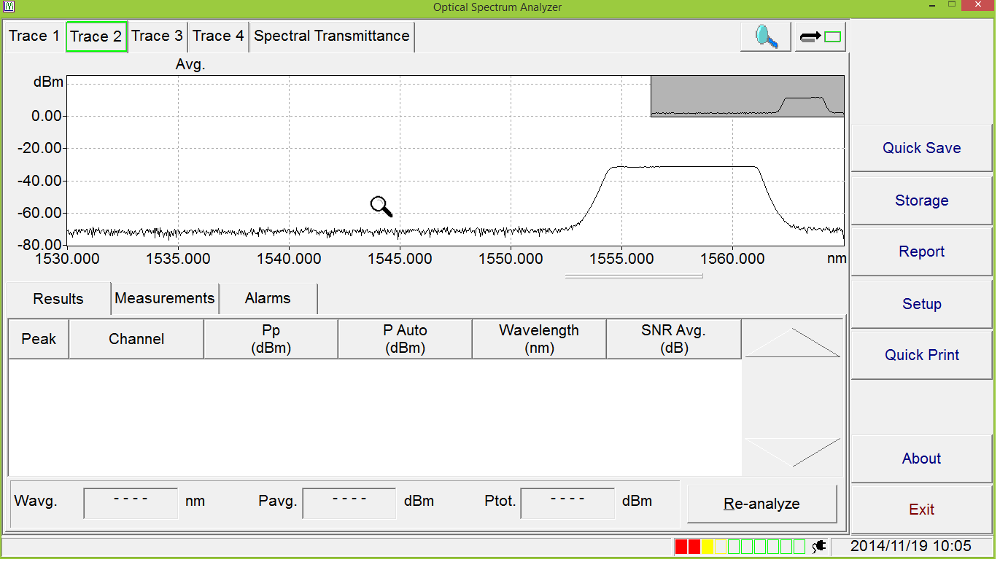 Optical Spectrum Analyzer
Trace 1 Trace 2 Trace 3 Trace 4 Spectral Transmittance
Avg.
dBm
0.00
-20.00
-40.00
-60.00
-80.00
1530.000 1535.000 1540.000 1545.000 1550.000 1555.000 1560.000 nm
Results Measurements Alarms
Peak Channel Pp (dBm) P Auto (dBm) Wavelength (nm) SNR Avg. (dB)
Wavg. ---- nm Pavg. ---- dBm Ptot. ---- dBm Re-analyze
Quick Save
Storage
Report
Setup
Quick Print
About
Exit
2014/11/19 10:05